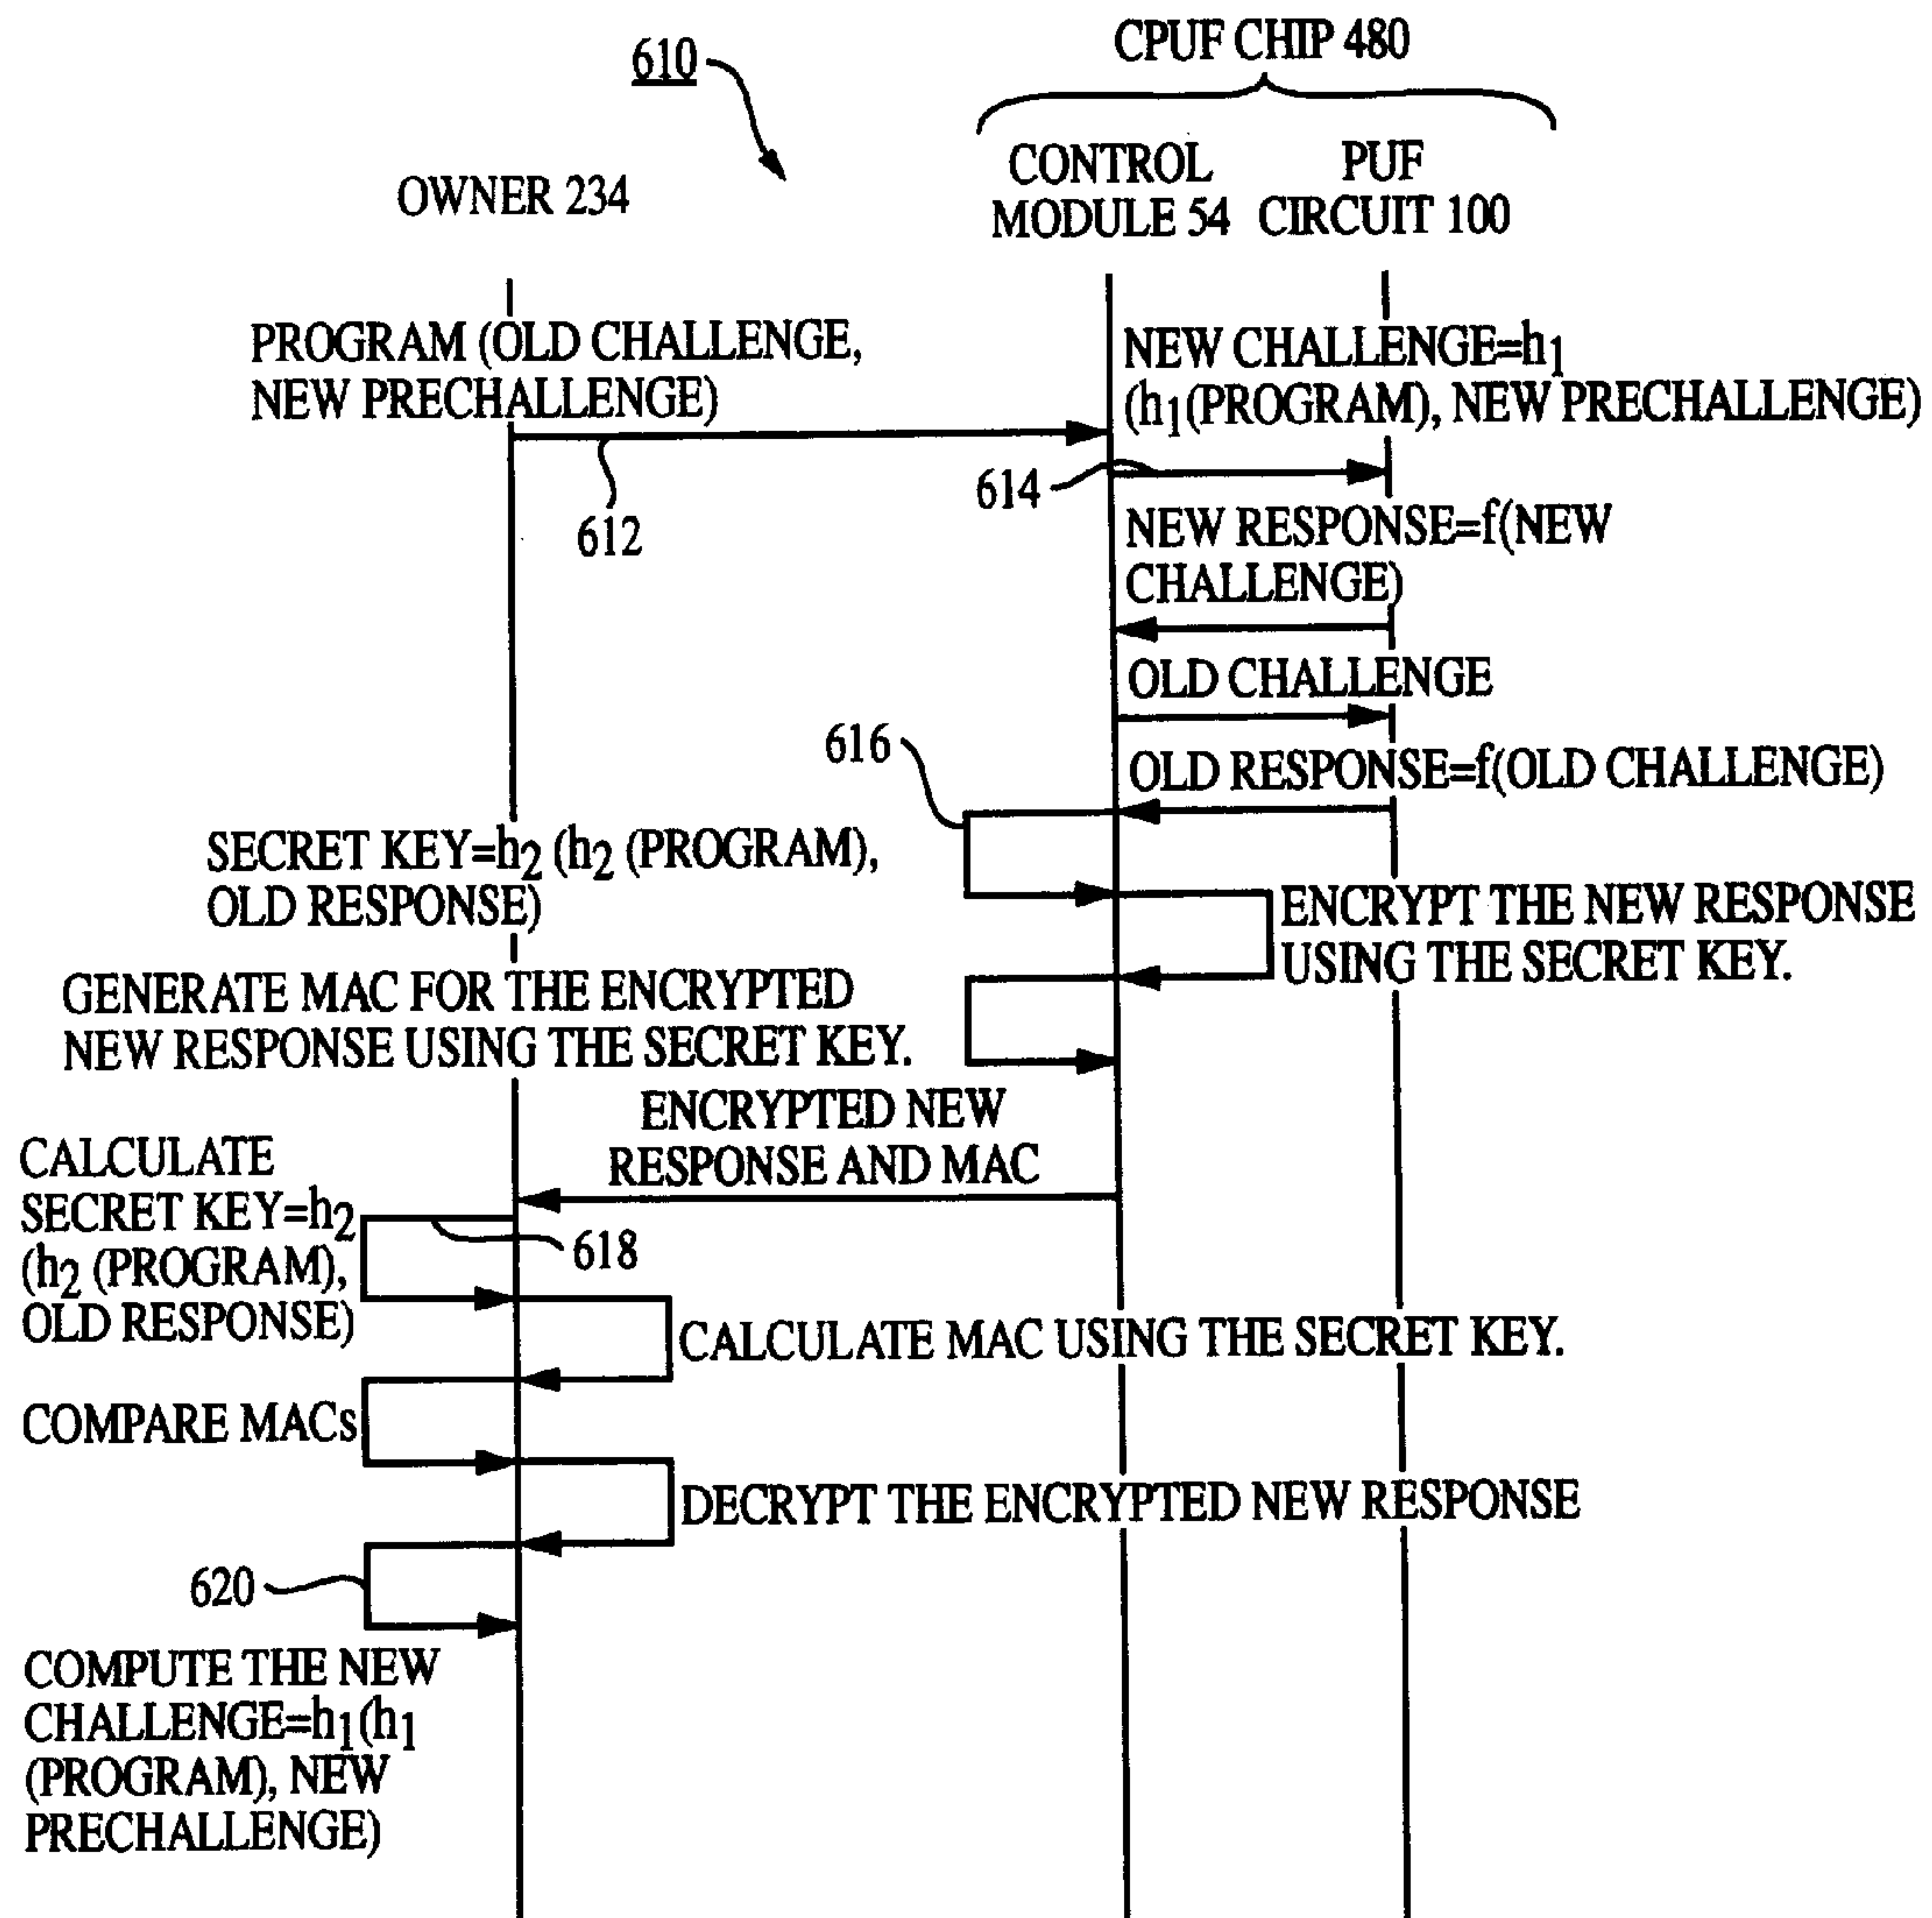 610
CPUF CHIP 480
OWNER 234
CONTROL
MODULE 54
PUF
CIRCUIT 100
PROGRAM (OLD CHALLENGE,
NEW PRECHALLENGE)
612
NEW CHALLENGE=h1
(h1(PROGRAM), NEW PRECHALLENGE)
614
NEW RESPONSE=f(NEW
CHALLENGE)
OLD CHALLENGE
616
OLD RESPONSE=f(OLD CHALLENGE)
SECRET KEY=h2 (h2 (PROGRAM),
OLD RESPONSE)
ENCRYPT THE NEW RESPONSE
USING THE SECRET KEY.
GENERATE MAC FOR THE ENCRYPTED
NEW RESPONSE USING THE SECRET KEY.
ENCRYPTED NEW
RESPONSE AND MAC
CALCULATE
SECRET KEY=h2
(h2 (PROGRAM),
OLD RESPONSE)
618
CALCULATE MAC USING THE SECRET KEY.
COMPARE MACs
DECRYPT THE ENCRYPTED NEW RESPONSE
620
COMPUTE THE NEW
CHALLENGE=h1(h1
(PROGRAM), NEW
PRECHALLENGE)